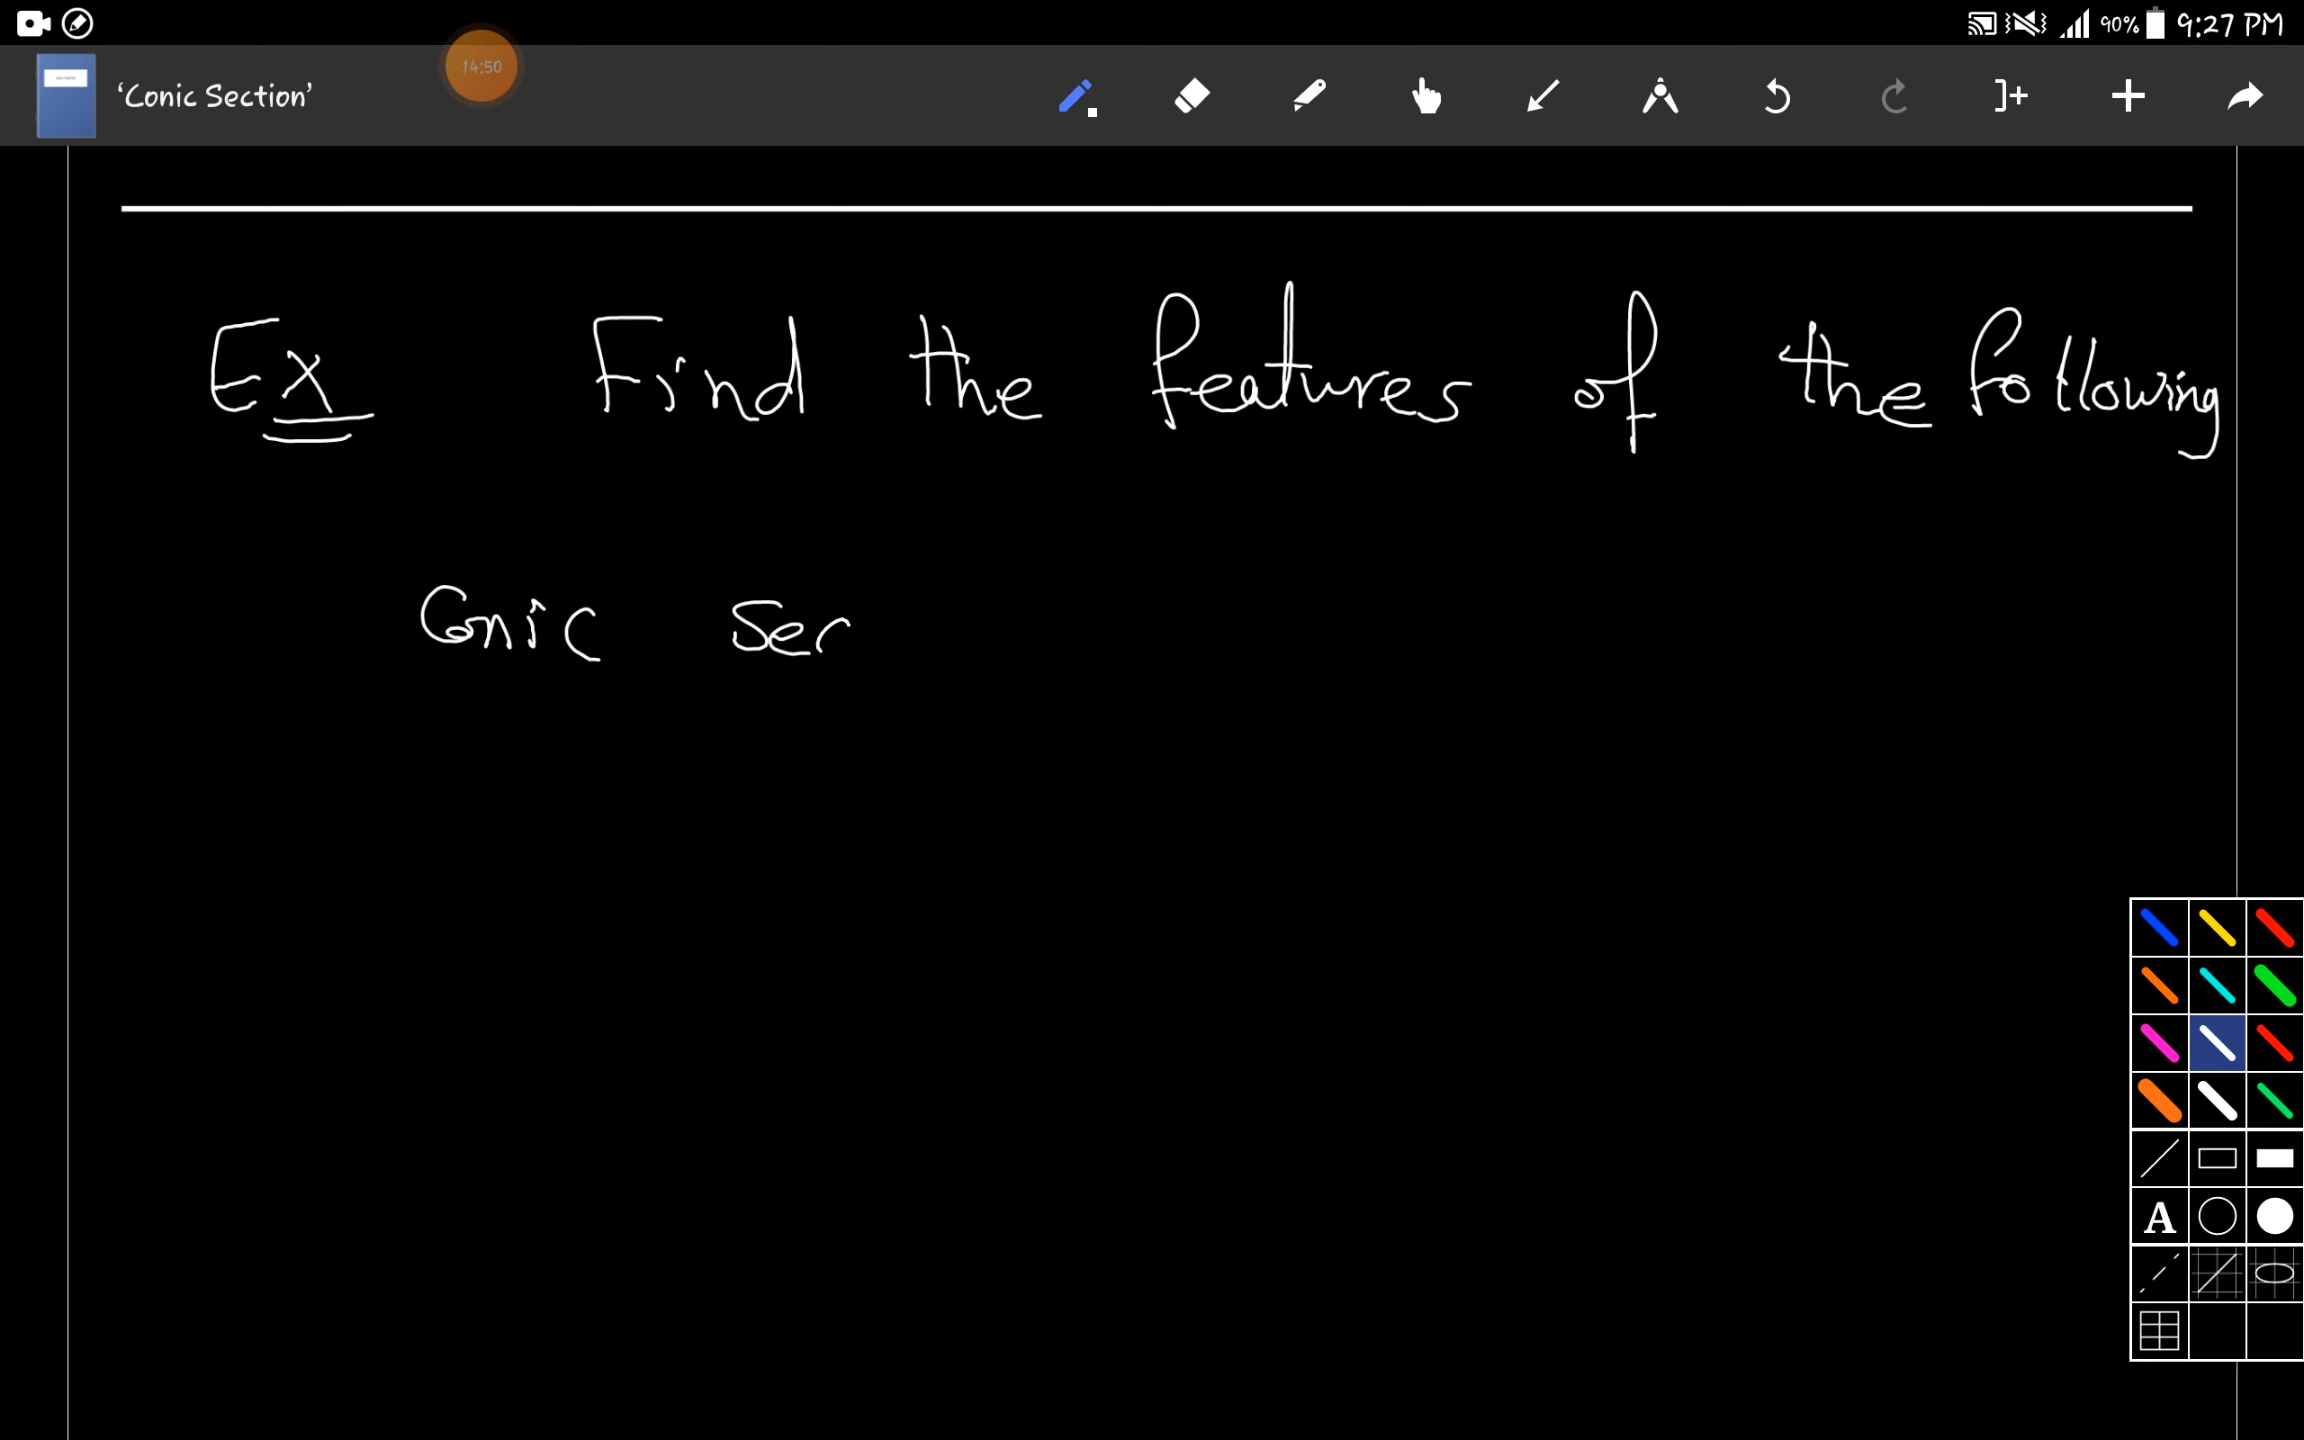 90% 9:27 PM
'Conic Section' 14:50
]+
Ex Find the features of the following
Conic Sec
A